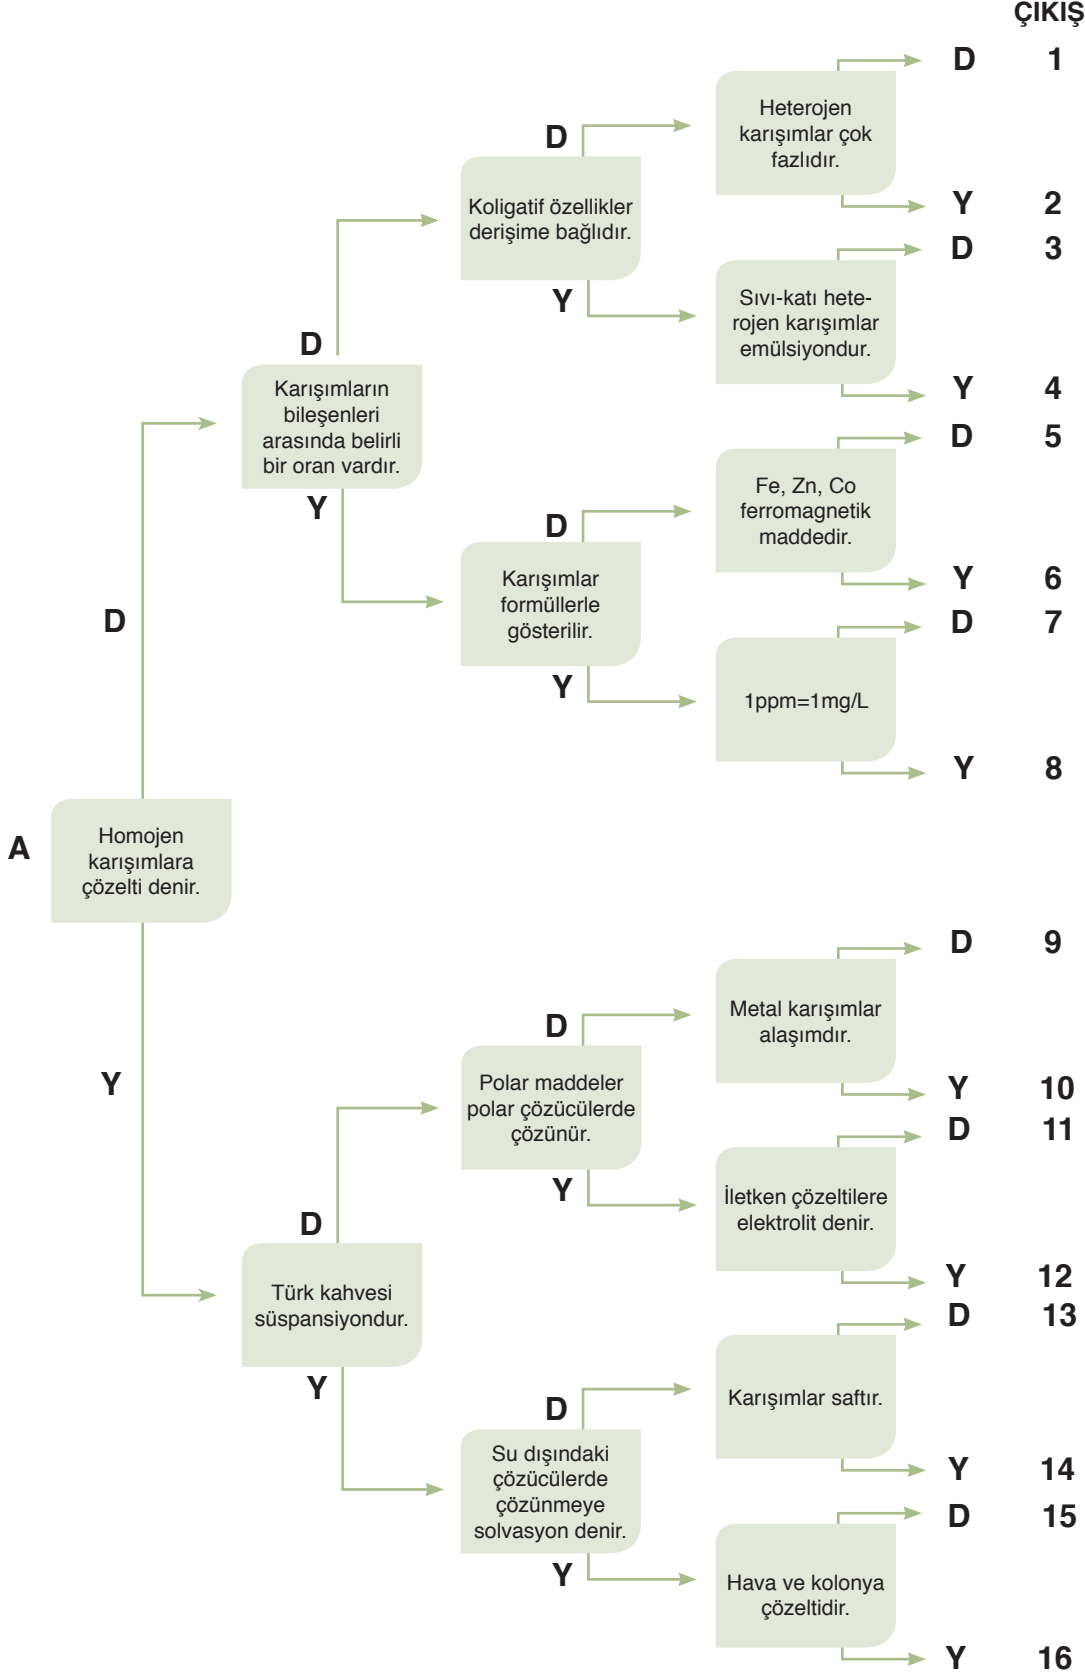 ÇIKIŞ
D 1
Heterojen
karışımlar çok
fazlıdır.
D
Koligatif özellikler
derişime bağlıdır.
Y 2
D 3
Y
Sıvı-katı hete-
rojen karışımlar
emülsiyondur.
D
Y 4
Karışımların
bileşenleri
arasında belirli
bir oran vardır.
D 5
Y
Fe, Zn, Co
ferromagnetik
maddedir.
D
Karışımlar
formüllerle
gösterilir.
Y 6
D
D 7
Y
1ppm=1mg/L
Y 8
A
Homojen
karışımlara
çözelti denir.
D 9
Metal karışımlar
alaşımdır.
D
Y
Polar maddeler
polar çözücülerde
çözünür.
Y 10
D 11
Y
İletken çözeltilere
elektrolit denir.
D
Y 12
Türk kahvesi
süspansiyondur.
D 13
Y
Karışımlar saftır.
D
Su dışındaki
çözücülerde
çözünmeye
solvasyon denir.
Y 14
D 15
Y
Hava ve kolonya
çözeltidir.
Y 16